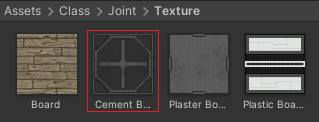 Assets > Class > Joint > Texture
Board
Cement B...
Plaster Bo...
Plastic Boa...